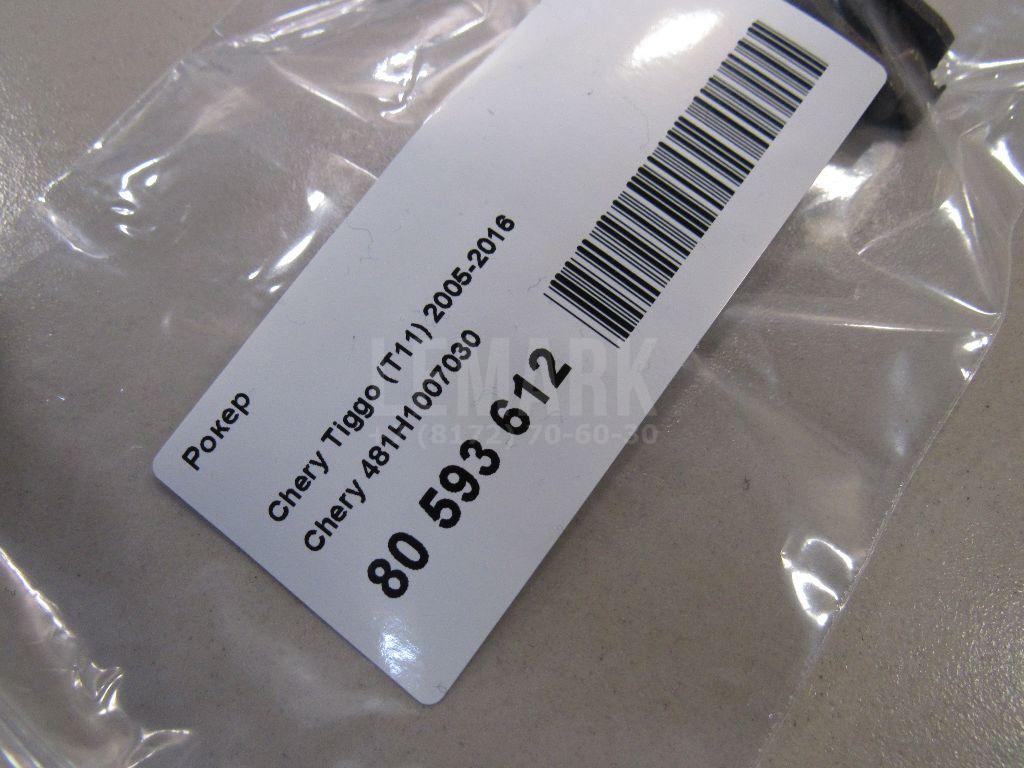 Рокер
Chery Tiggo (T11) 2005-2016
Chery 481H1007030
80 593 612
LEMARK
(8172) 70-60-30